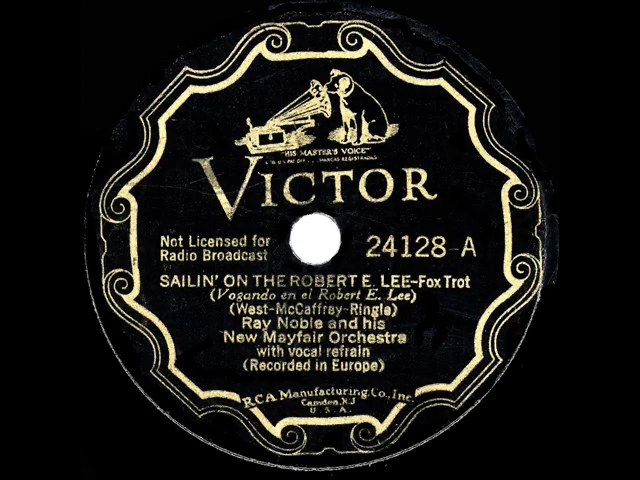 "HIS MASTER'S VOICE"
MARCAS REGISTRADAS
VICTOR
Not Licensed for
Radio Broadcast
24128-A
SAILIN' ON THE ROBERT E. LEE-Fox Trot
(Vogando en el Robert E. Lee)
(West-McCaffrey-Ringle)
Ray Noble and his
New Mayfair Orchestra
with vocal refrain
(Recorded in Europe)
RCA Manufacturing.Co., Inc.
Camden, N.J
U.S.A.